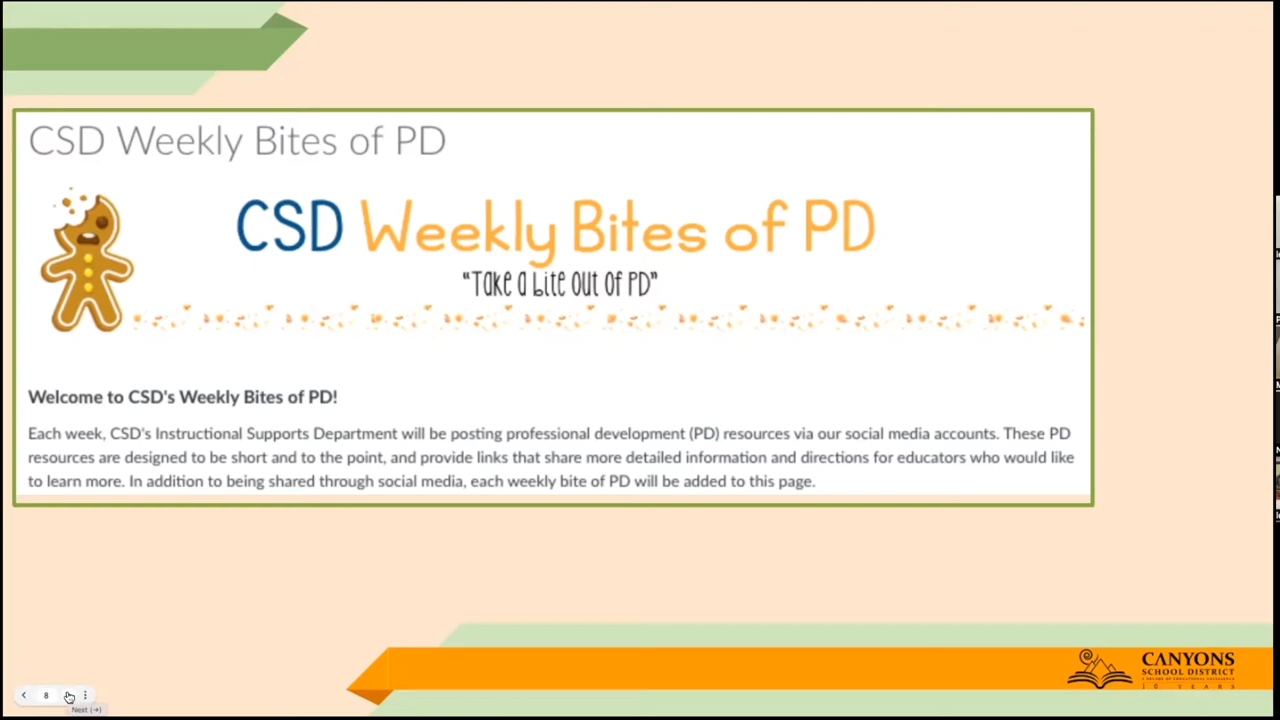 CSD Weekly Bites of PD
CSD Weekly Bites of PD
"Take a bite out of PD"
Welcome to CSD's Weekly Bites of PD!
Each week, CSD's Instructional Supports Department will be posting professional development (PD) resources via our social media accounts. These PD
resources are designed to be short and to the point, and provide links that share more detailed information and directions for educators who would like
to learn more. In addition to being shared through social media, each weekly bite of PD will be added to this page.
CANYONS
SCHOOL DISTRICT
10 YEARS
8
Next (→)